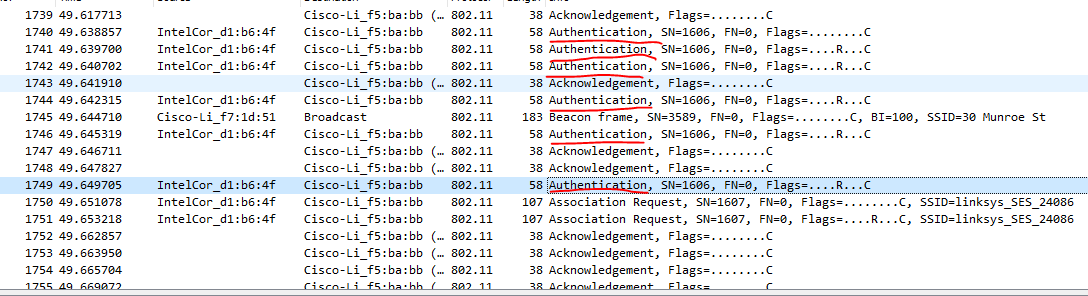 1739 49.617713 Cisco-Li_f5:ba:bb (… 802.11 38 Acknowledgement, Flags=........C
1740 49.638857 IntelCor_d1:b6:4f Cisco-Li_f5:ba:bb 802.11 58 Authentication, SN=1606, FN=0, Flags=........C
1741 49.639700 IntelCor_d1:b6:4f Cisco-Li_f5:ba:bb 802.11 58 Authentication, SN=1606, FN=0, Flags=....R...C
1742 49.640702 IntelCor_d1:b6:4f Cisco-Li_f5:ba:bb 802.11 58 Authentication, SN=1606, FN=0, Flags=....R...C
1743 49.641910 Cisco-Li_f5:ba:bb (… 802.11 38 Acknowledgement, Flags=........C
1744 49.642315 IntelCor_d1:b6:4f Cisco-Li_f5:ba:bb 802.11 58 Authentication, SN=1606, FN=0, Flags=....R...C
1745 49.644710 Cisco-Li_f7:1d:51 Broadcast 802.11 183 Beacon frame, SN=3589, FN=0, Flags=........C, BI=100, SSID=30 Munroe St
1746 49.645319 IntelCor_d1:b6:4f Cisco-Li_f5:ba:bb 802.11 58 Authentication, SN=1606, FN=0, Flags=....R...C
1747 49.646711 Cisco-Li_f5:ba:bb (… 802.11 38 Acknowledgement, Flags=........C
1748 49.647827 Cisco-Li_f5:ba:bb (… 802.11 38 Acknowledgement, Flags=........C
1749 49.649705 IntelCor_d1:b6:4f Cisco-Li_f5:ba:bb 802.11 58 Authentication, SN=1606, FN=0, Flags=....R...C
1750 49.651078 IntelCor_d1:b6:4f Cisco-Li_f5:ba:bb 802.11 107 Association Request, SN=1607, FN=0, Flags=........C, SSID=linksys_SES_24086
1751 49.653218 IntelCor_d1:b6:4f Cisco-Li_f5:ba:bb 802.11 107 Association Request, SN=1607, FN=0, Flags=....R...C, SSID=linksys_SES_24086
1752 49.662857 Cisco-Li_f5:ba:bb (… 802.11 38 Acknowledgement, Flags=........C
1753 49.663950 Cisco-Li_f5:ba:bb (… 802.11 38 Acknowledgement, Flags=........C
1754 49.665704 Cisco-Li_f5:ba:bb (… 802.11 38 Acknowledgement, Flags=........C
1755 49.669072 Cisco-Li_f5:ba:bb (… 802.11 38 Acknowledgement, Flags=........C